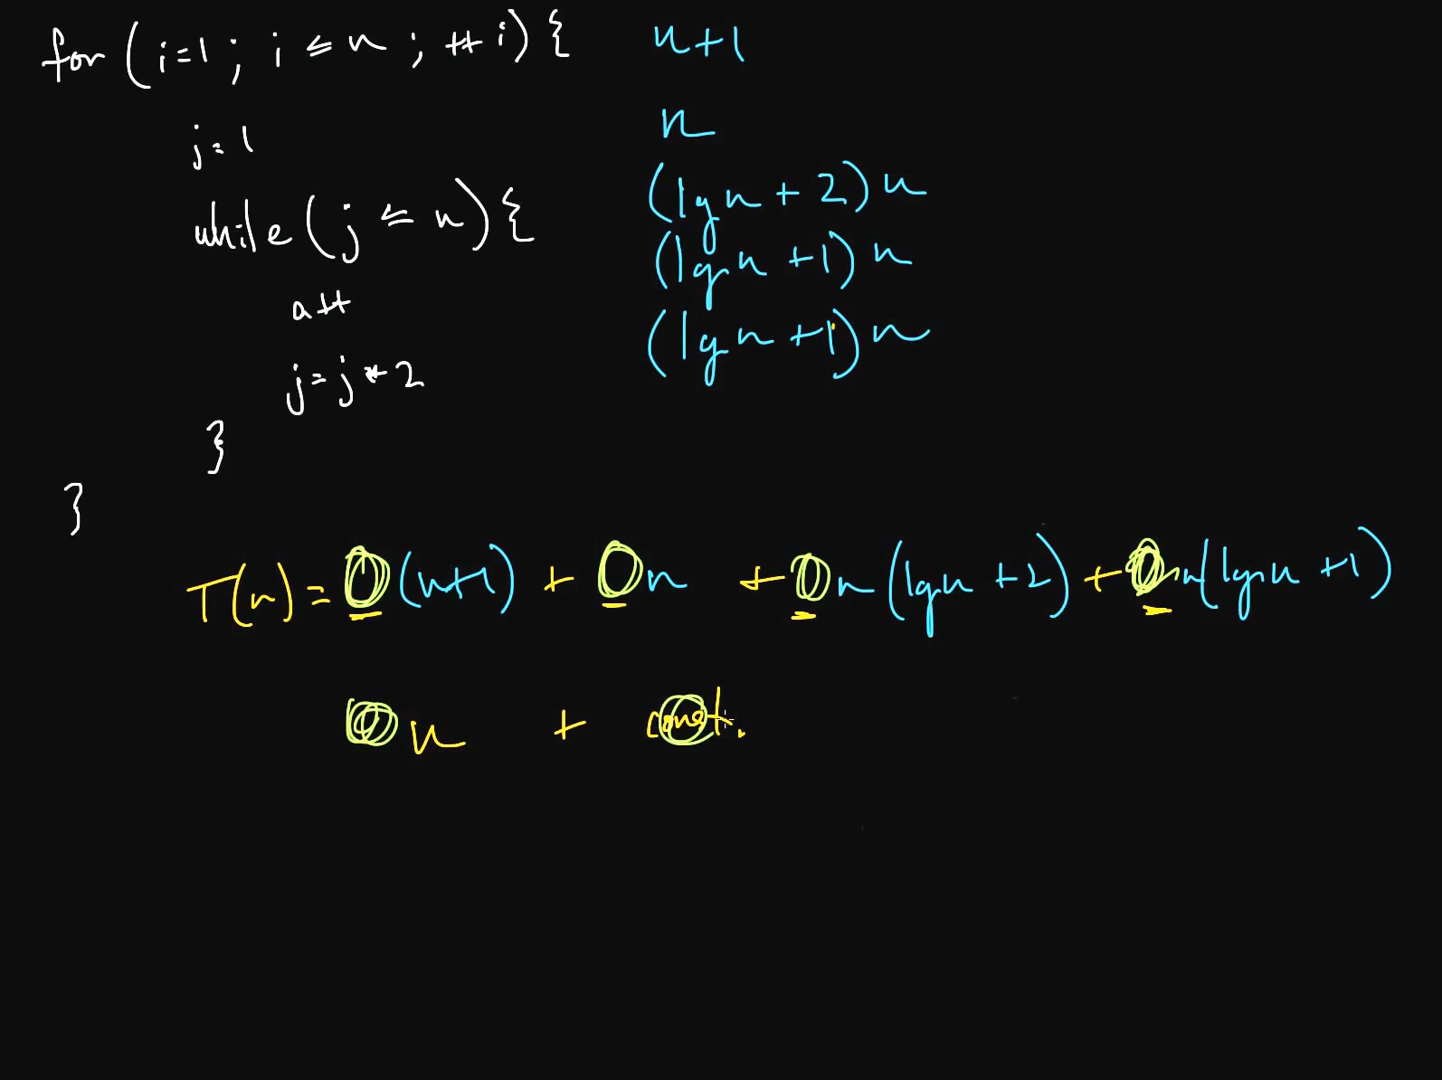 for (i=1; i ≤ n; ++i){ n+1
j=1 n
while (j ≤ n){ (lg n + 2) n
a++ (lg n + 1) n
j=j*2 (lg n + 1) n
}
}
T(n) = (n+1) + n + n(lg n + 2) + n(lg n + 1)
n + const.